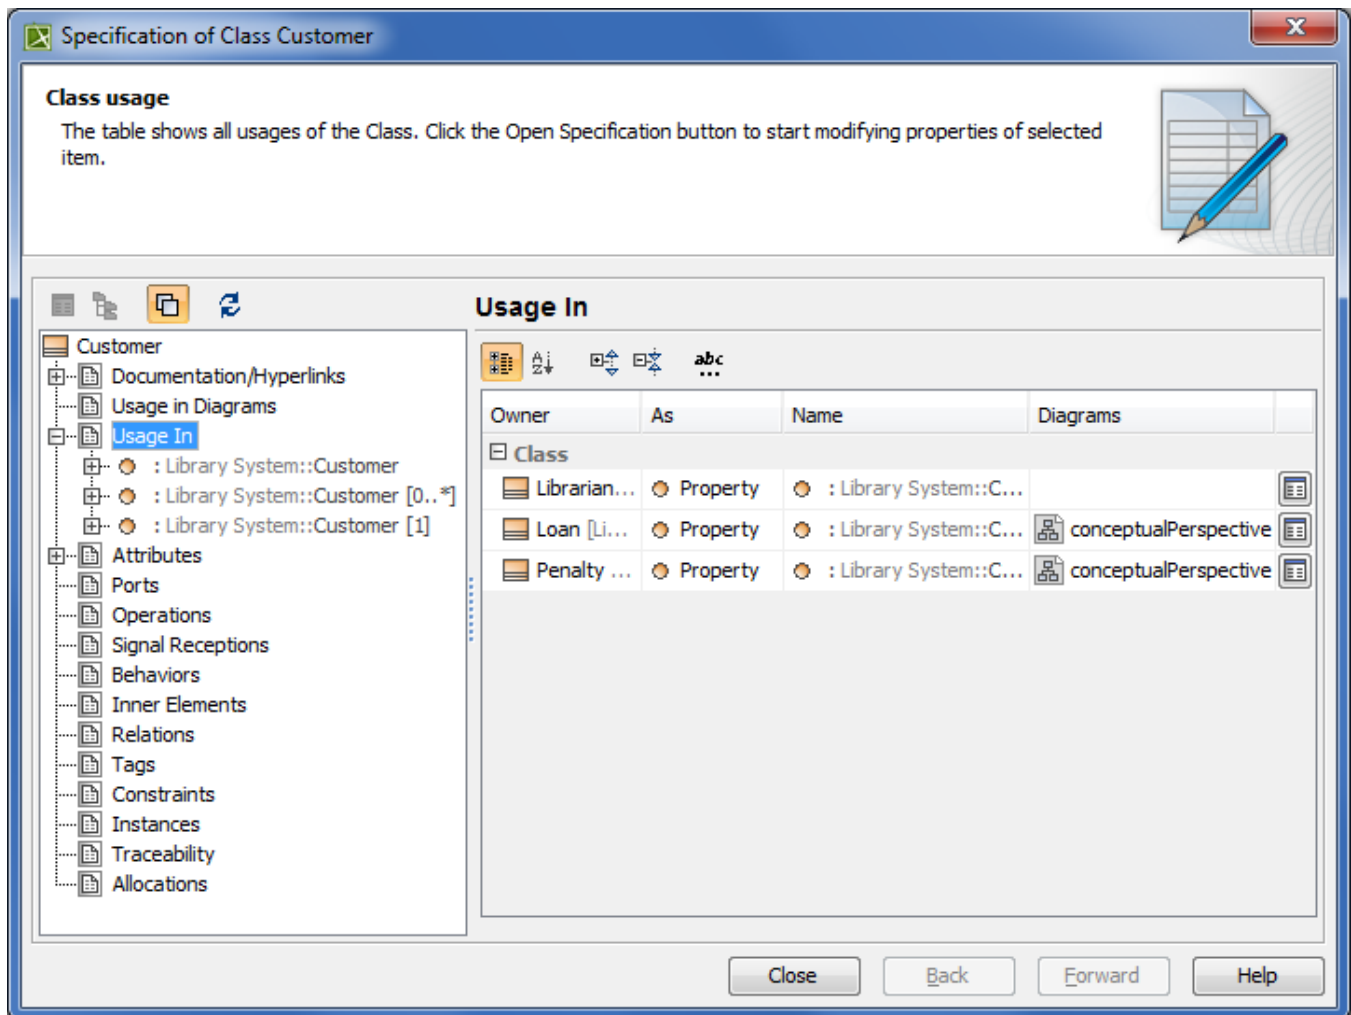 Specification of Class Customer
Class usage
The table shows all usages of the Class. Click the Open Specification button to start modifying properties of selected
item.
Usage In
Customer
Documentation/Hyperlinks
Usage in Diagrams
Usage In
: Library System::Customer
: Library System::Customer [0..*]
: Library System::Customer [1]
Attributes
Ports
Operations
Signal Receptions
Behaviors
Inner Elements
Relations
Tags
Constraints
Instances
Traceability
Allocations
A Z
abc
Owner As Name Diagrams
Class
Librarian... Property : Library System::C...
Loan [Li... Property : Library System::C... conceptualPerspective
Penalty ... Property : Library System::C... conceptualPerspective
Close Back Forward Help